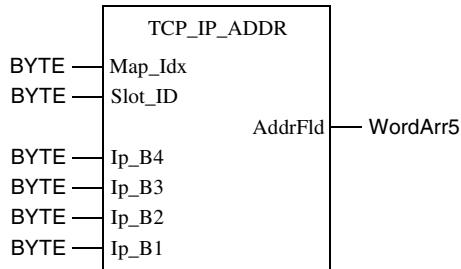 TCP_IP_ADDR
BYTE Map_Idx
BYTE Slot_ID
AddrFld WordArr5
BYTE Ip_B4
BYTE Ip_B3
BYTE Ip_B2
BYTE Ip_B1